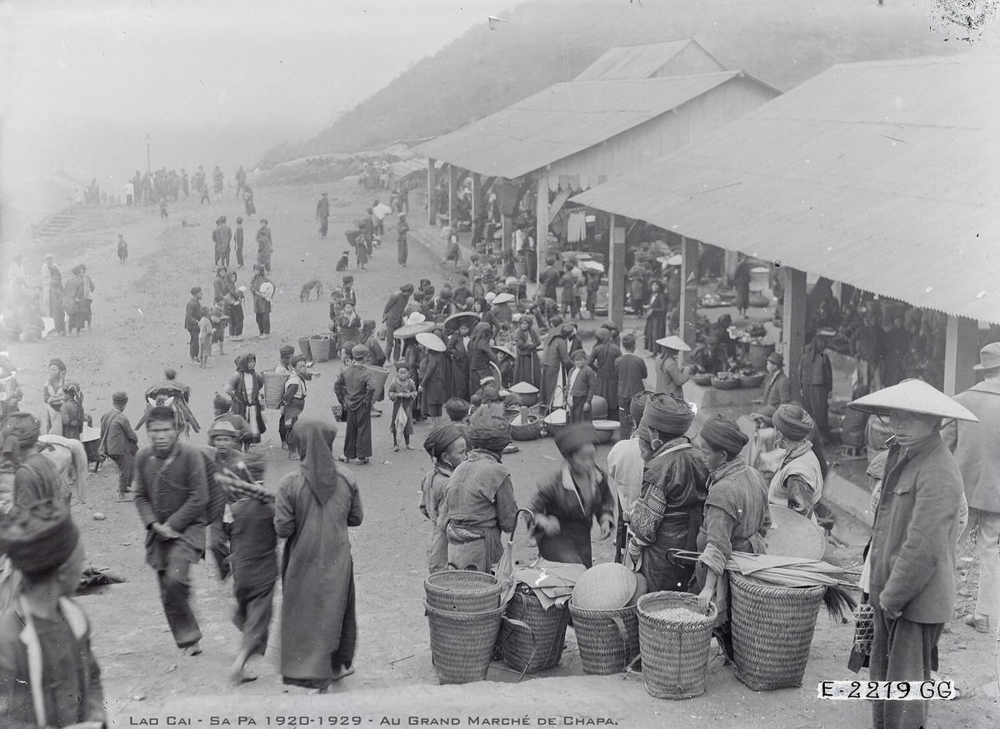 E-2219 GG
LAO CAI - SA PA 1920-1929 - AU GRAND MARCHÉ DE CHAPA.